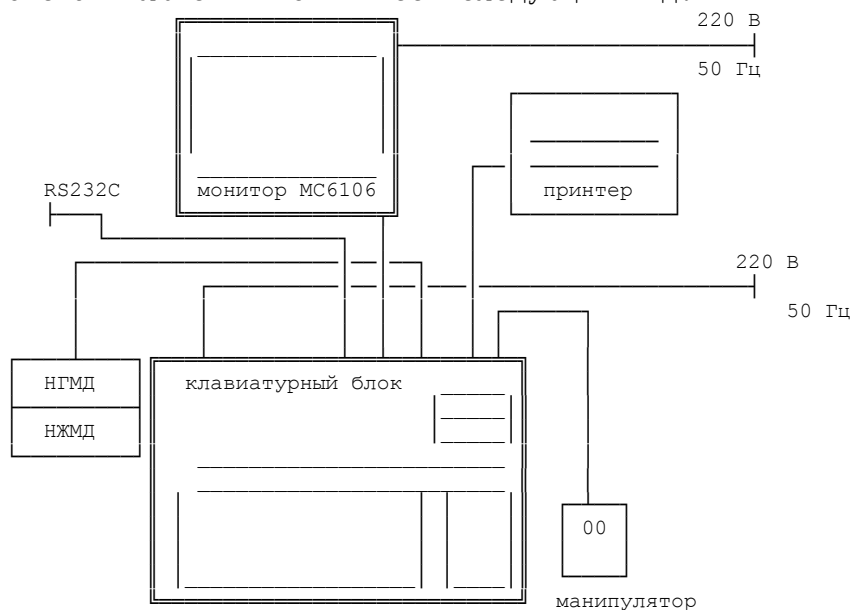 220 В
50 Гц
RS232C
монитор МС6106
принтер
220 В
50 Гц
НГМД
клавиатурный блок
НЖМД
00
манипулятор